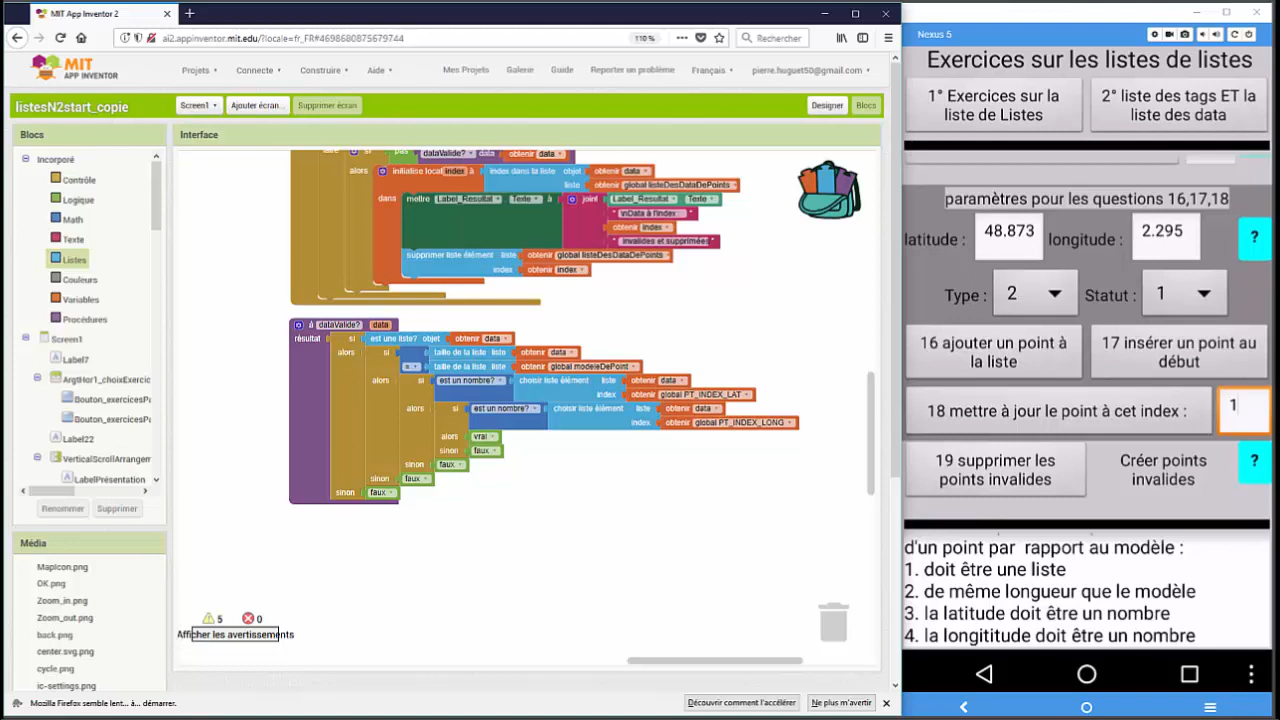 MIT App Inventor 2
ai2.appinventor.mit.edu/?locale=fr_FR#4698680875679744
110 %
Rechercher
MIT
APP INVENTOR
Projets
Connecte
Construire
Aide
Mes Projets
Galerie
Guide
Reporter un problème
Français
pierre.huguet50@gmail.com
listesN2start_copie
Screen1
Ajouter écran...
Supprimer écran
Designer
Blocs
Blocs
Interface
Incorporé
Contrôle
Logique
Math
Texte
Listes
Couleurs
Variables
Procédures
Screen1
Label7
ArgtHor1_choixExercic
Bouton_exercicesPa
Bouton_exercicesPa
Label22
VerticalScrollArrangem
LabelPrésentation
Renommer
Supprimer
Média
MapIcon.png
OK.png
Zoom_in.png
Zoom_out.png
back.png
center.svg.png
cycle.png
ic-settings.png
si pas dataValide? data obtenir data
alors initialise local index à index dans la liste objet obtenir data
liste obtenir global listeDesDataDePoints
dans mettre Label_Resultat . Texte à joint Label_Resultat . Texte
" \nData à l'index "
obtenir index
" invalides et supprimées "
supprimer liste élément liste obtenir global listeDesDataDePoints
index obtenir index
à dataValide? data
résultat si est une liste? objet obtenir data
alors si taille de la liste liste obtenir data
taille de la liste liste obtenir global modeleDePoint
alors si est un nombre? choisir liste élément liste obtenir data
index obtenir global PT_INDEX_LAT
alors si est un nombre? choisir liste élément liste obtenir data
index obtenir global PT_INDEX_LONG
alors vrai
sinon faux
sinon faux
sinon faux
sinon faux
5
0
Afficher les avertissements
Mozilla Firefox semble lent... à... démarrer.
Découvrir comment l'accélérer
Ne plus m'avertir
Nexus 5
Exercices sur les listes de listes
1° Exercices sur la
liste de Listes
2° liste des tags ET la
liste des data
paramètres pour les questions 16,17,18
latitude :
48.873
longitude :
2.295
?
Type :
2
Statut :
1
16 ajouter un point à
la liste
17 insérer un point au
début
18 mettre à jour le point à cet index :
1
19 supprimer les
points invalides
Créer points
invalides
?
d'un point par rapport au modèle :
1. doit être une liste
2. de même longueur que le modèle
3. la latitude doit être un nombre
4. la longititude doit être un nombre